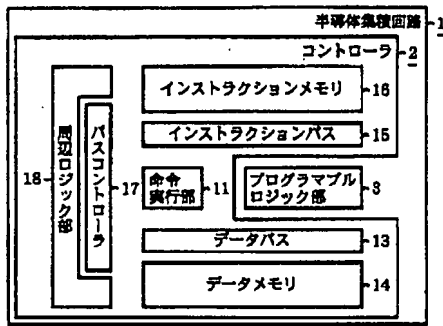 半導体集積回路 1
コントローラ 2
インストラクションメモリ 16
インストラクションバス 15
周辺ロジック部 18
バスコントローラ 17
命令
実行部 11
プログラマブル
ロジック部 3
データバス 13
データメモリ 14